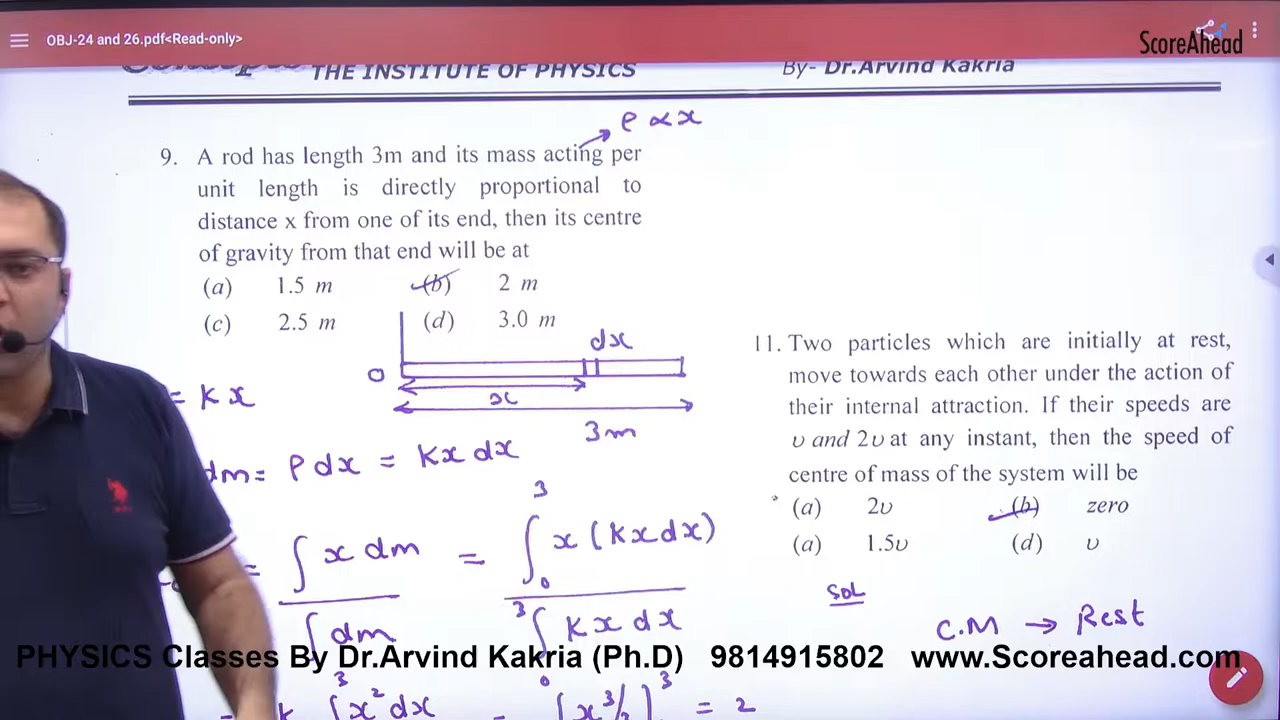 OBJ-24 and 26.pdf<Read-only>
ScoreAhead
THE INSTITUTE OF PHYSICS
By- Dr.Arvind Kakria
ρ ∝ x
9. A rod has length 3m and its mass acting per
unit length is directly proportional to
distance x from one of its end, then its centre
of gravity from that end will be at
(a) 1.5 m (b) 2 m
(c) 2.5 m (d) 3.0 m
dx
O
x
3m
= kx
dm = ρ dx = kx dx
= ∫ x dm / ∫ dm = ∫₀³ x (kx dx) / ∫₀³ kx dx
³ x² dx = [x³/ ]³ = 2
11. Two particles which are initially at rest,
move towards each other under the action of
their internal attraction. If their speeds are
υ and 2υ at any instant, then the speed of
centre of mass of the system will be
(a) 2υ (b) zero
(a) 1.5υ (d) υ
Sol
C.M → Rest
PHYSICS Classes By Dr.Arvind Kakria (Ph.D) 9814915802 www.Scoreahead.com